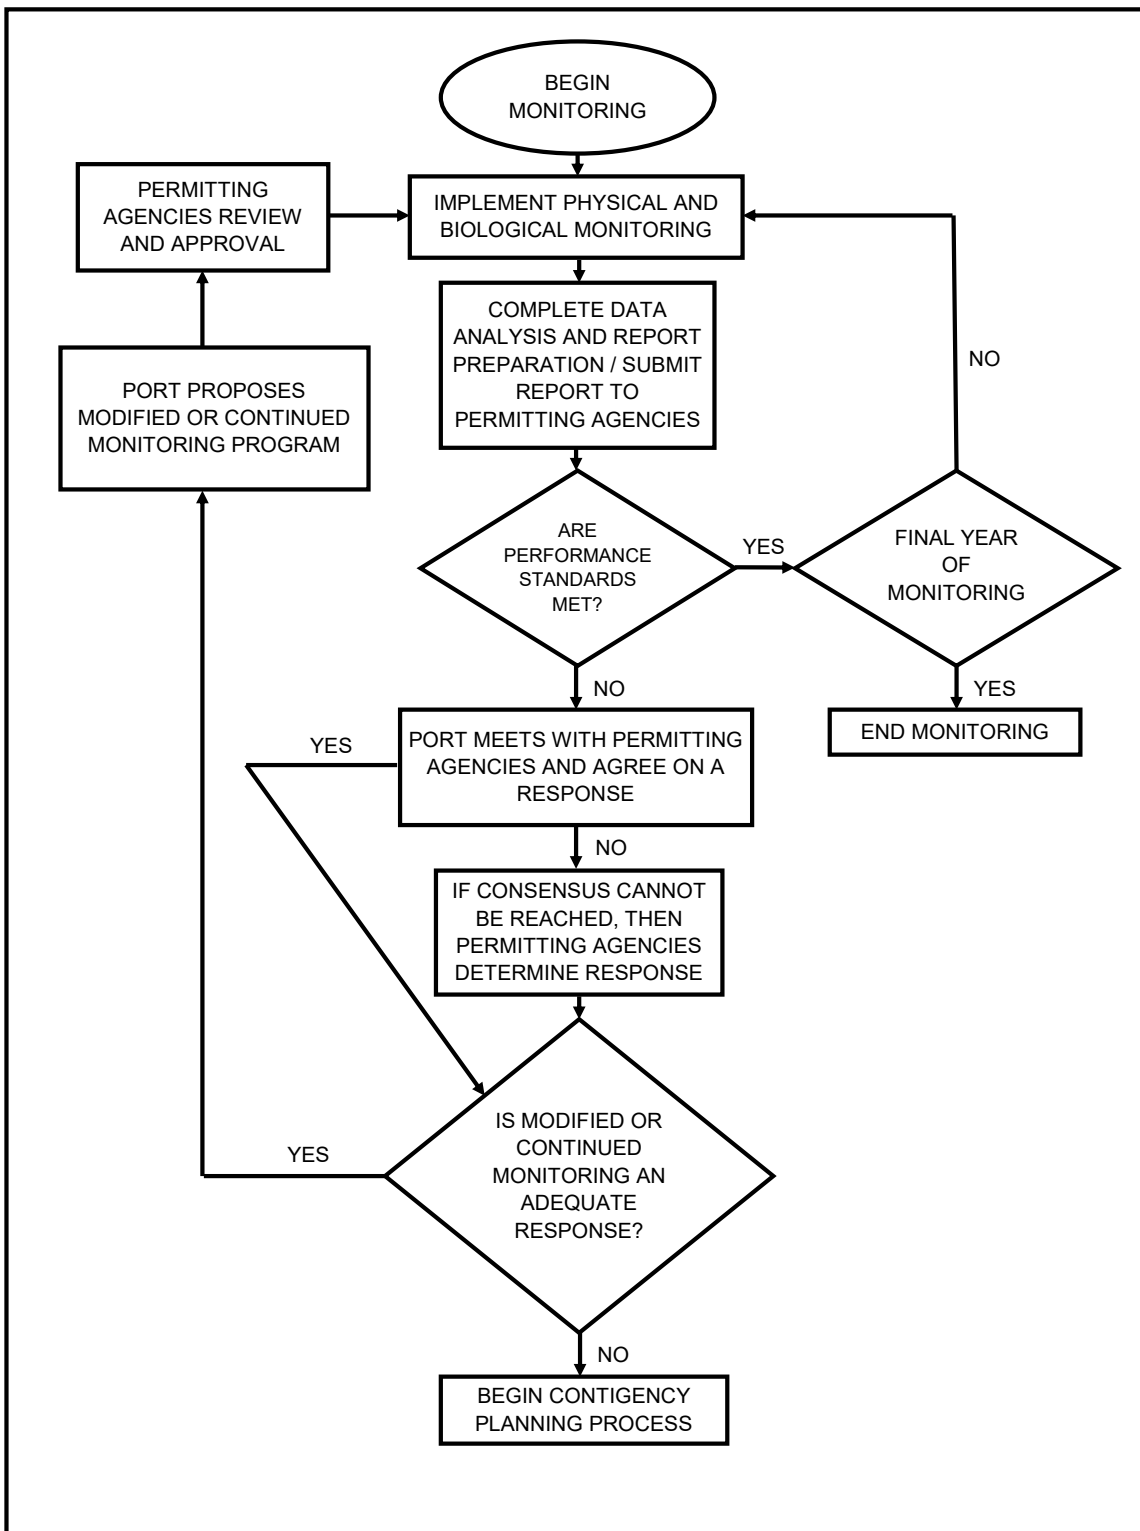 BEGIN
MONITORING
PERMITTING
AGENCIES REVIEW
AND APPROVAL
IMPLEMENT PHYSICAL AND
BIOLOGICAL MONITORING
COMPLETE DATA
ANALYSIS AND REPORT
PREPARATION / SUBMIT
REPORT TO
PERMITTING AGENCIES
NO
PORT PROPOSES
MODIFIED OR CONTINUED
MONITORING PROGRAM
ARE
PERFORMANCE
STANDARDS
MET?
YES
FINAL YEAR
OF
MONITORING
NO
YES
END MONITORING
YES
PORT MEETS WITH PERMITTING
AGENCIES AND AGREE ON A
RESPONSE
NO
IF CONSENSUS CANNOT
BE REACHED, THEN
PERMITTING AGENCIES
DETERMINE RESPONSE
YES
IS MODIFIED OR
CONTINUED
MONITORING AN
ADEQUATE
RESPONSE?
NO
BEGIN CONTIGENCY
PLANNING PROCESS